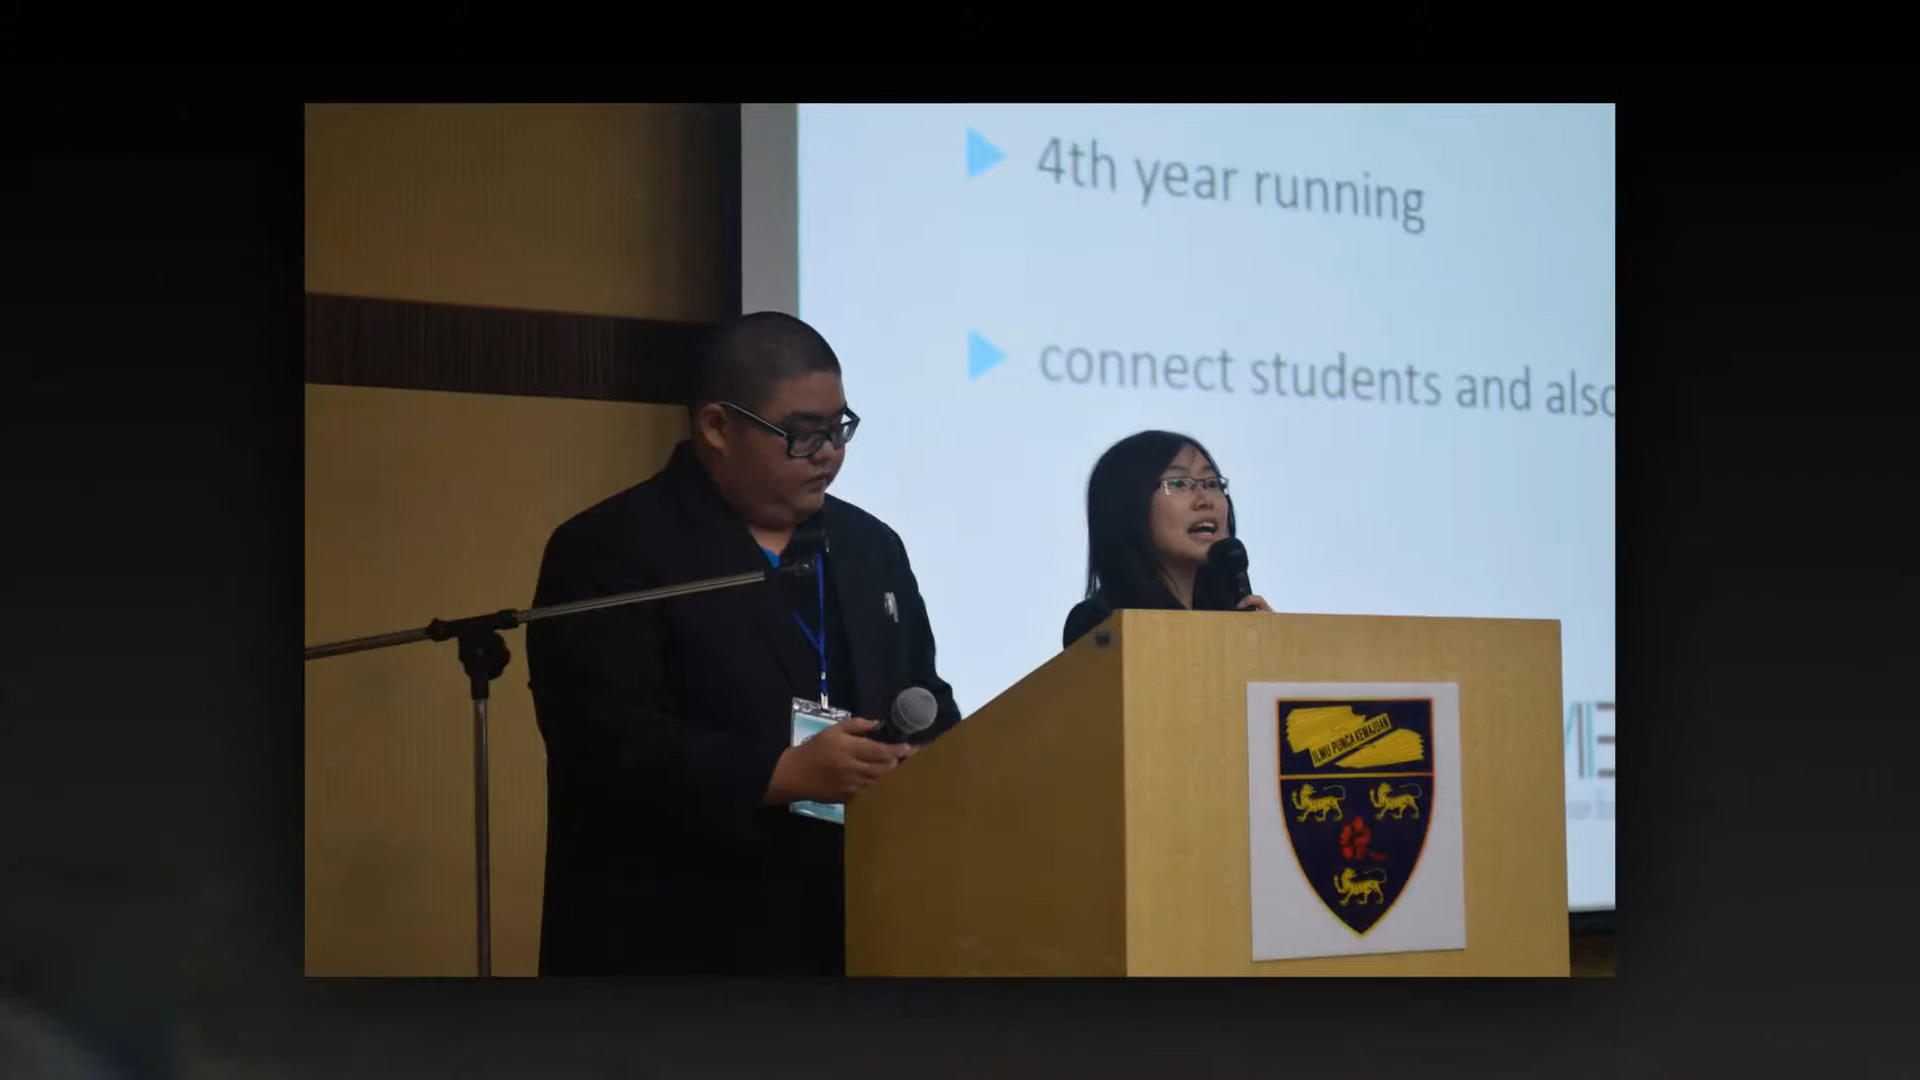 4th year running
connect students and also
ILMU PUNCA KEMAJUAN